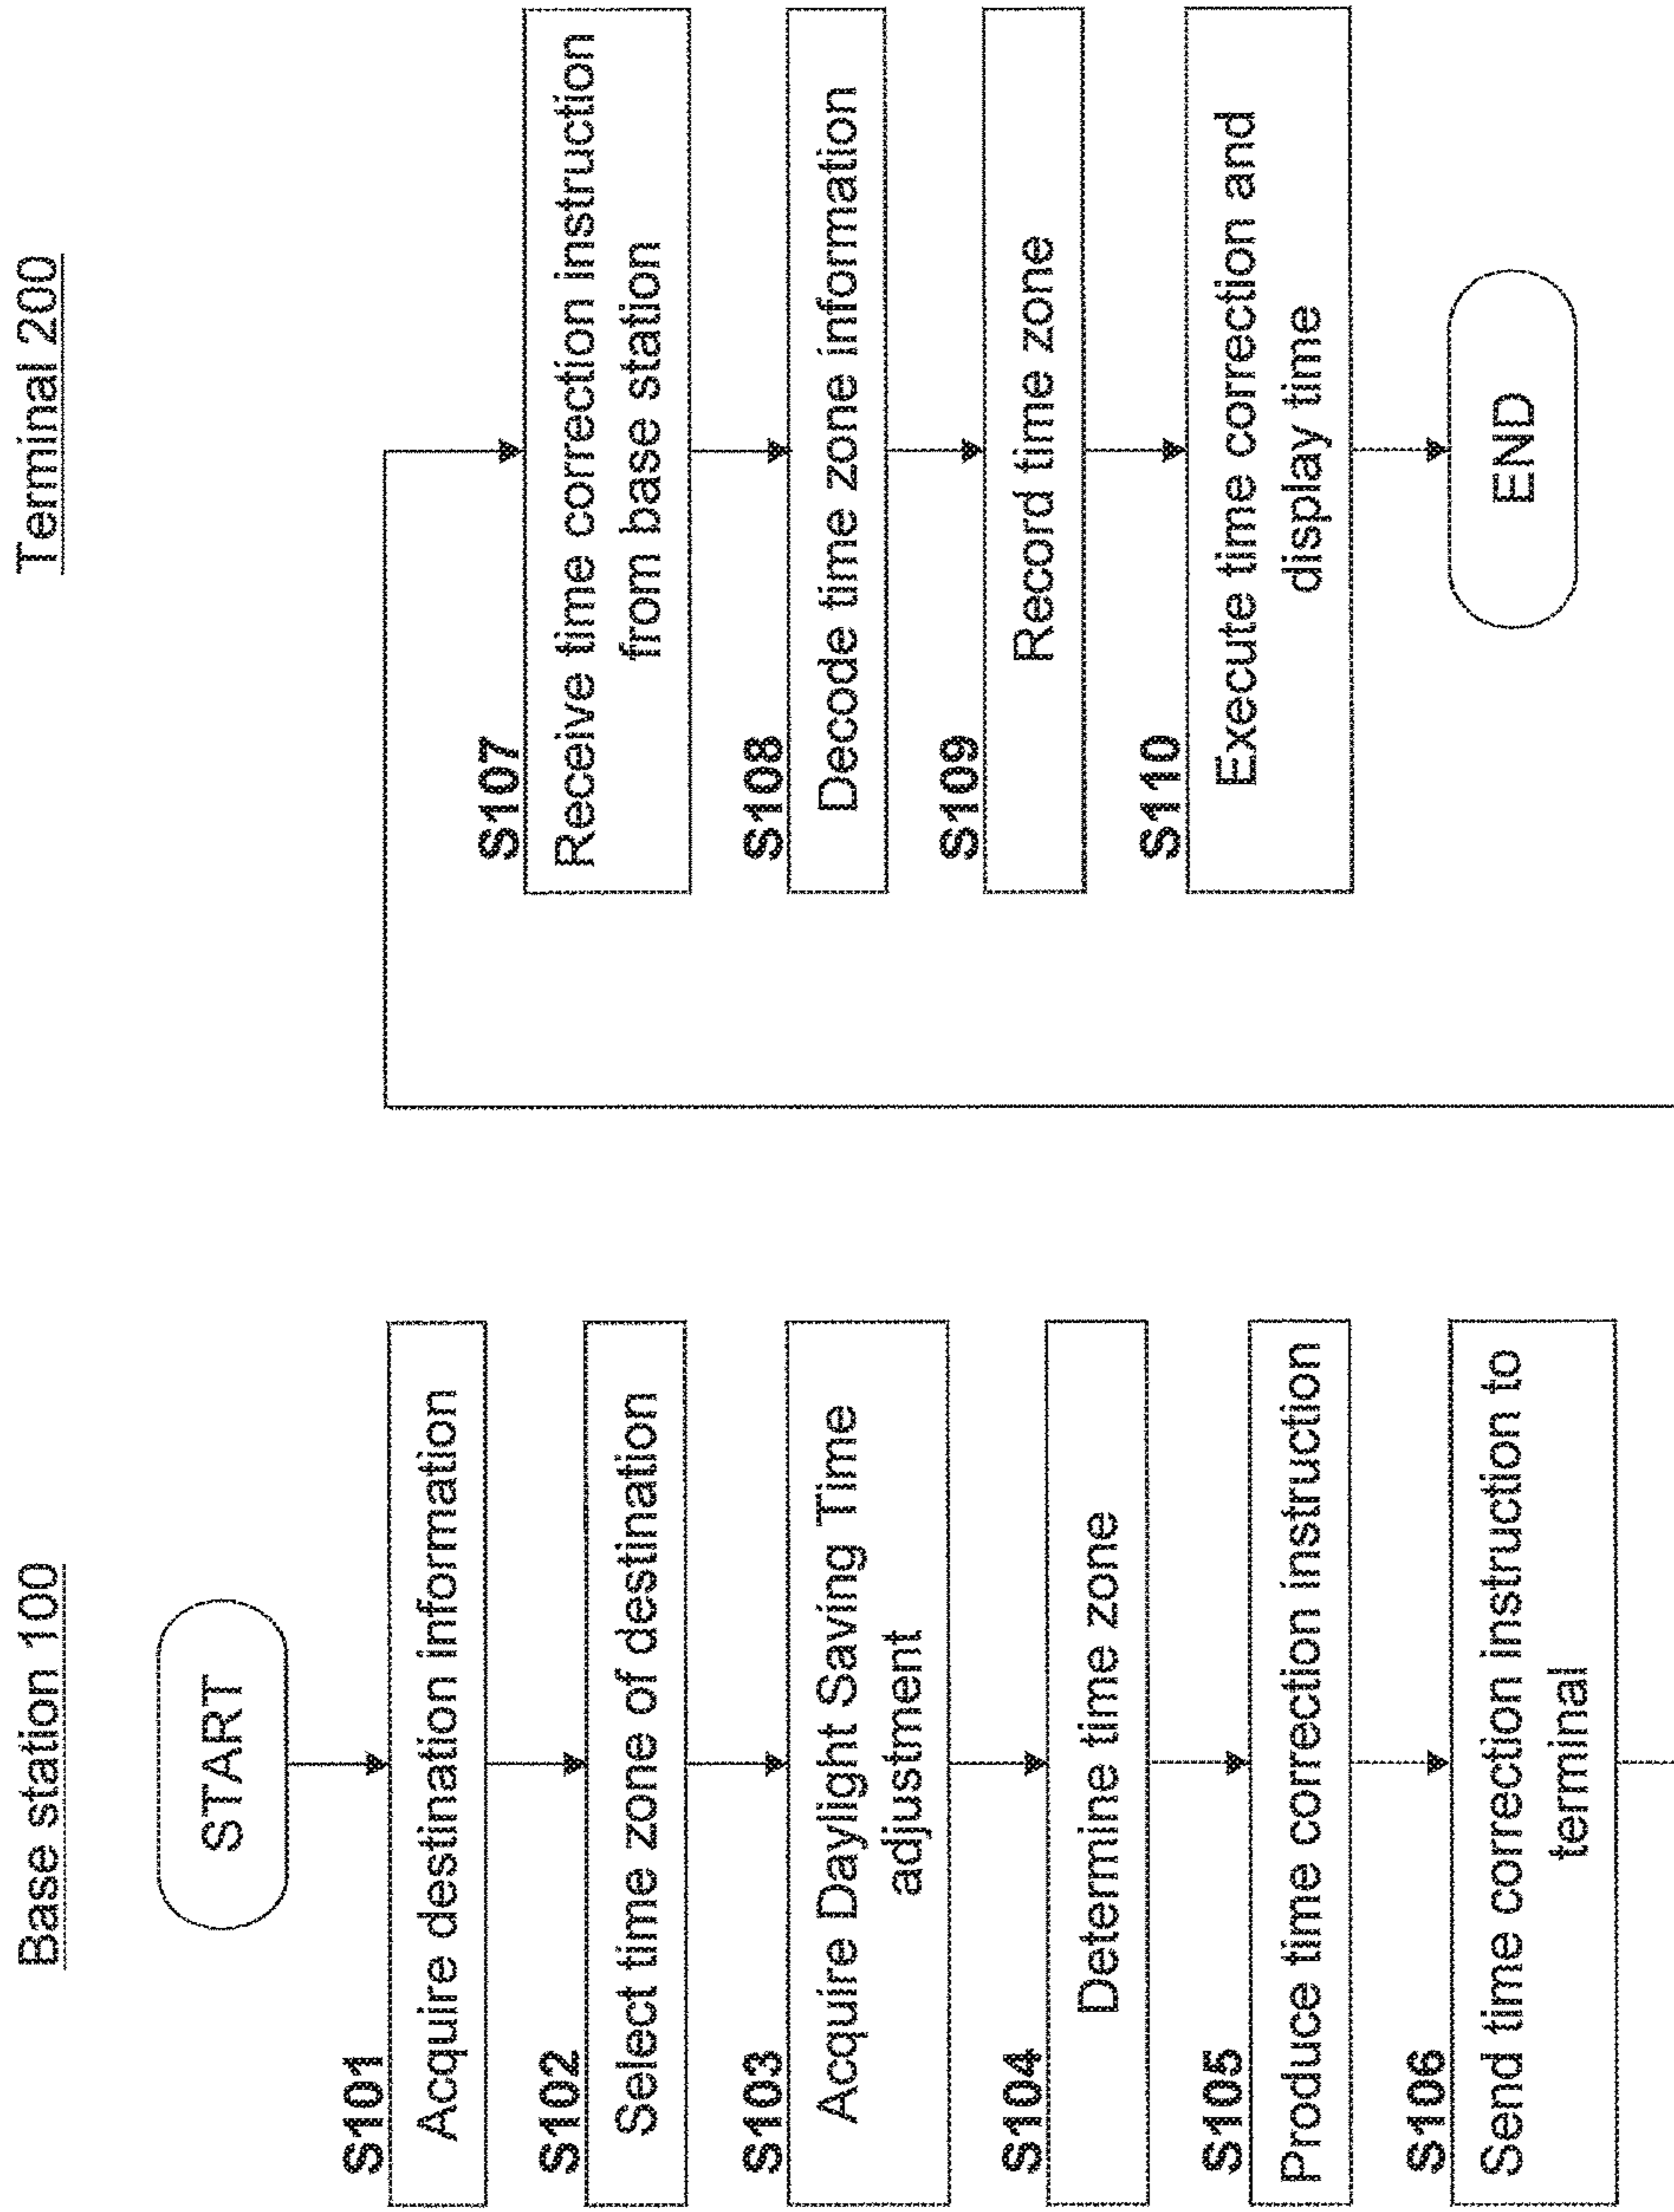 Base station 100
START
S101
Acquire destination information
S102
Select time zone of destination
S103
Acquire Daylight Saving Time
adjustment
S104
Determine time zone
S105
Produce time correction instruction
S106
Send time correction instruction to
terminal
Terminal 200
S107
Receive time correction instruction
from base station
S108
Decode time zone information
S109
Record time zone
S110
Execute time correction and
display time
END